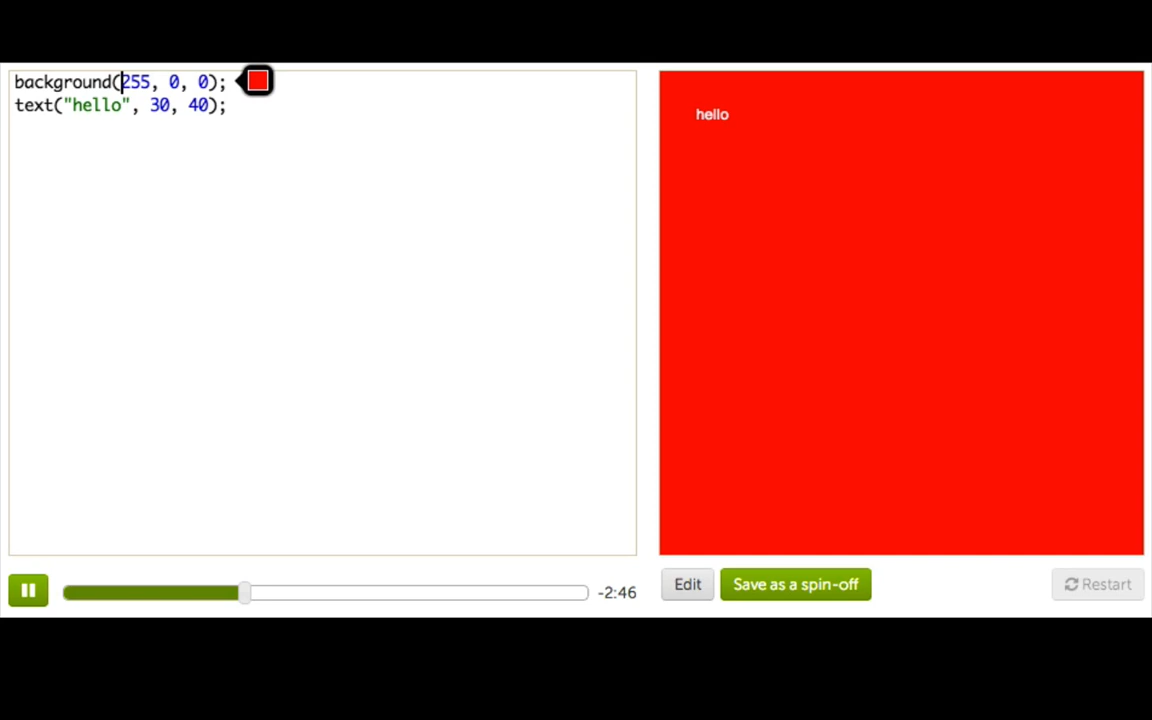 background(255, 0, 0);
text("hello", 30, 40);
hello
-2:46
Edit
Save as a spin-off
Restart